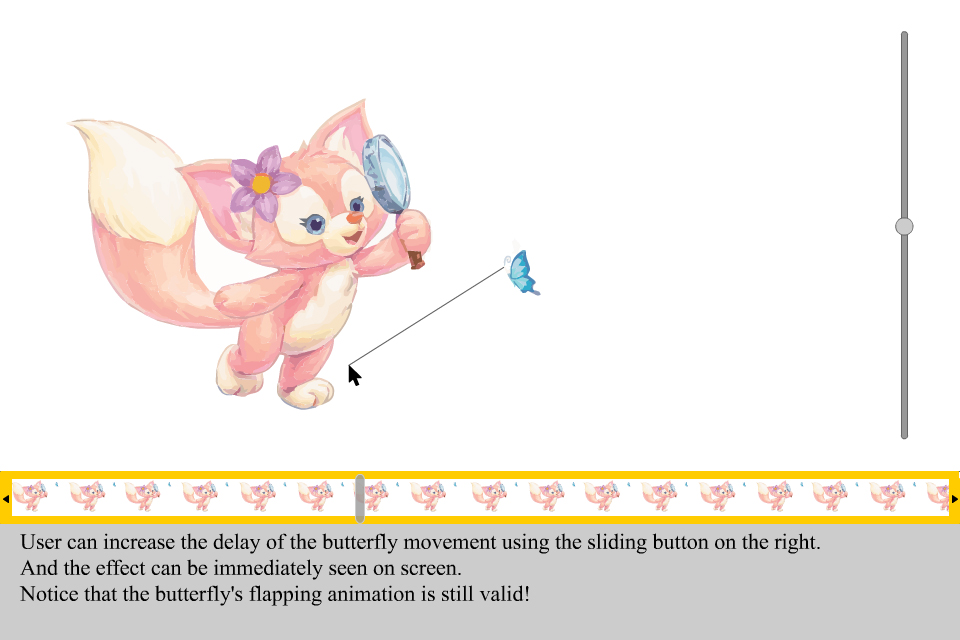 User can increase the delay of the butterfly movement using the sliding button on the right.
And the effect can be immediately seen on screen.
Notice that the butterfly's flapping animation is still valid!